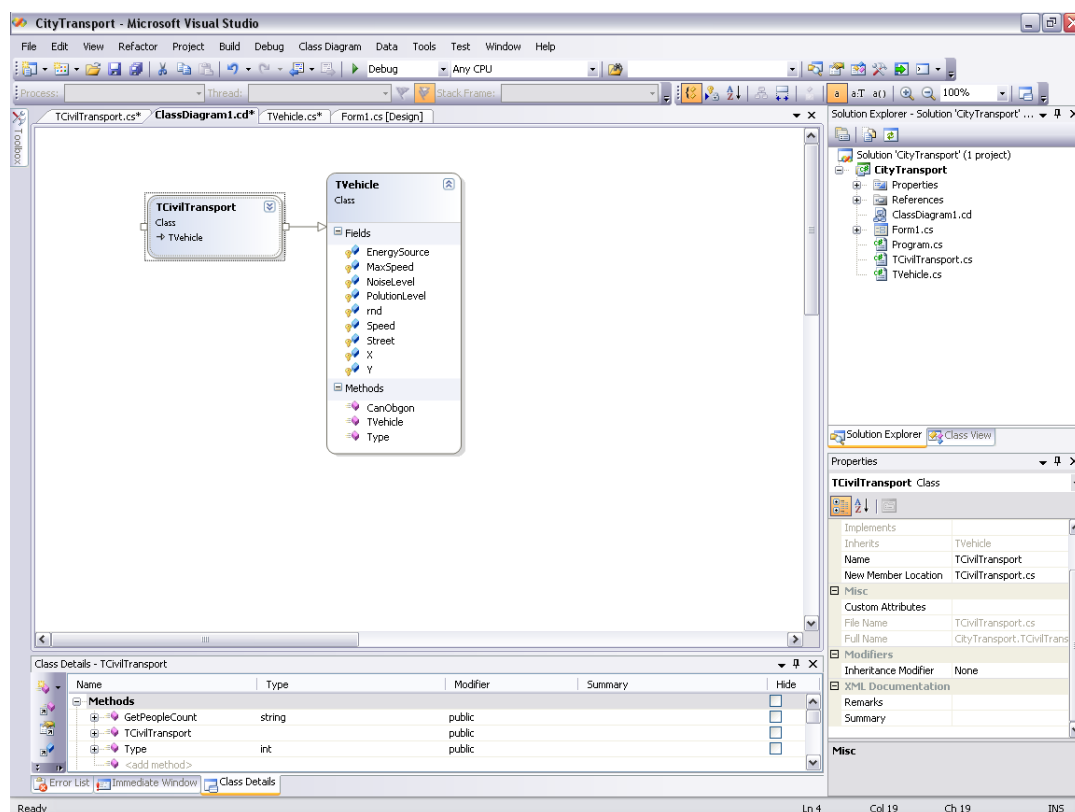 CityTransport - Microsoft Visual Studio
File Edit View Refactor Project Build Debug Class Diagram Data Tools Test Window Help
Debug Any CPU
Process: Thread: Stack Frame: a a:T a() 100%
Toolbox
TCivilTransport.cs* ClassDiagram1.cd* TVehicle.cs* Form1.cs [Design]
TCivilTransport
Class
TVehicle
TVehicle
Class
Fields
EnergySource
MaxSpeed
NoiseLevel
PolutionLevel
rnd
Speed
Street
X
Y
Methods
CanObgon
TVehicle
Type
Solution Explorer - Solution 'CityTransport' ...
Solution 'CityTransport' (1 project)
CityTransport
Properties
References
ClassDiagram1.cd
Form1.cs
Program.cs
TCivilTransport.cs
TVehicle.cs
Solution Explorer Class View
Properties
TCivilTransport Class
Implements
Inherits TVehicle
Name TCivilTransport
New Member Location TCivilTransport.cs
Misc
Custom Attributes
File Name TCivilTransport.cs
Full Name CityTransport.TCivilTrans
Modifiers
Inheritance Modifier None
XML Documentation
Remarks
Summary
Misc
Class Details - TCivilTransport
Name Type Modifier Summary Hide
Methods
GetPeopleCount string public
TCivilTransport public
Type int public
<add method>
Error List Immediate Window Class Details
Ready Ln 4 Col 19 Ch 19 INS